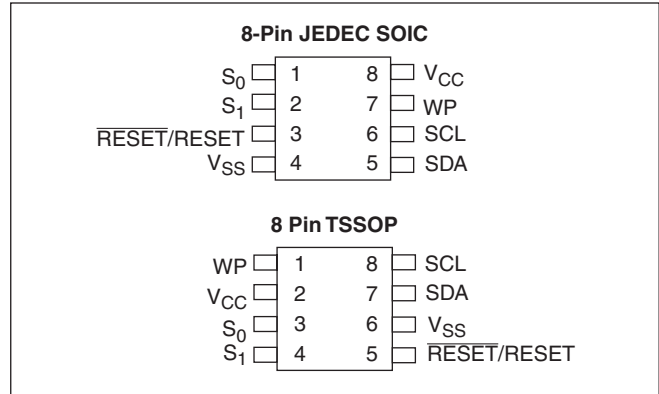 8-Pin JEDEC SOIC
S0 1 8 VCC
S1 2 7 WP
RESET/RESET 3 6 SCL
VSS 4 5 SDA
8 Pin TSSOP
WP 1 8 SCL
VCC 2 7 SDA
S0 3 6 VSS
S1 4 5 RESET/RESET